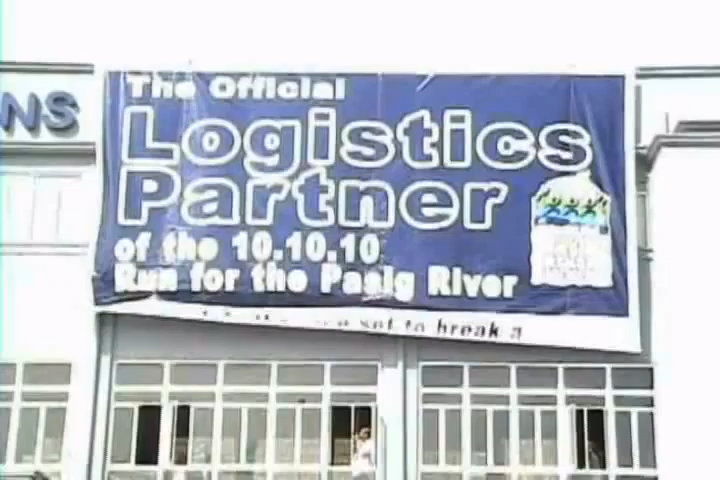 NS
The Official
Logistics
Partner
of the 10.10.10
Run for the Pasig River
set to break a